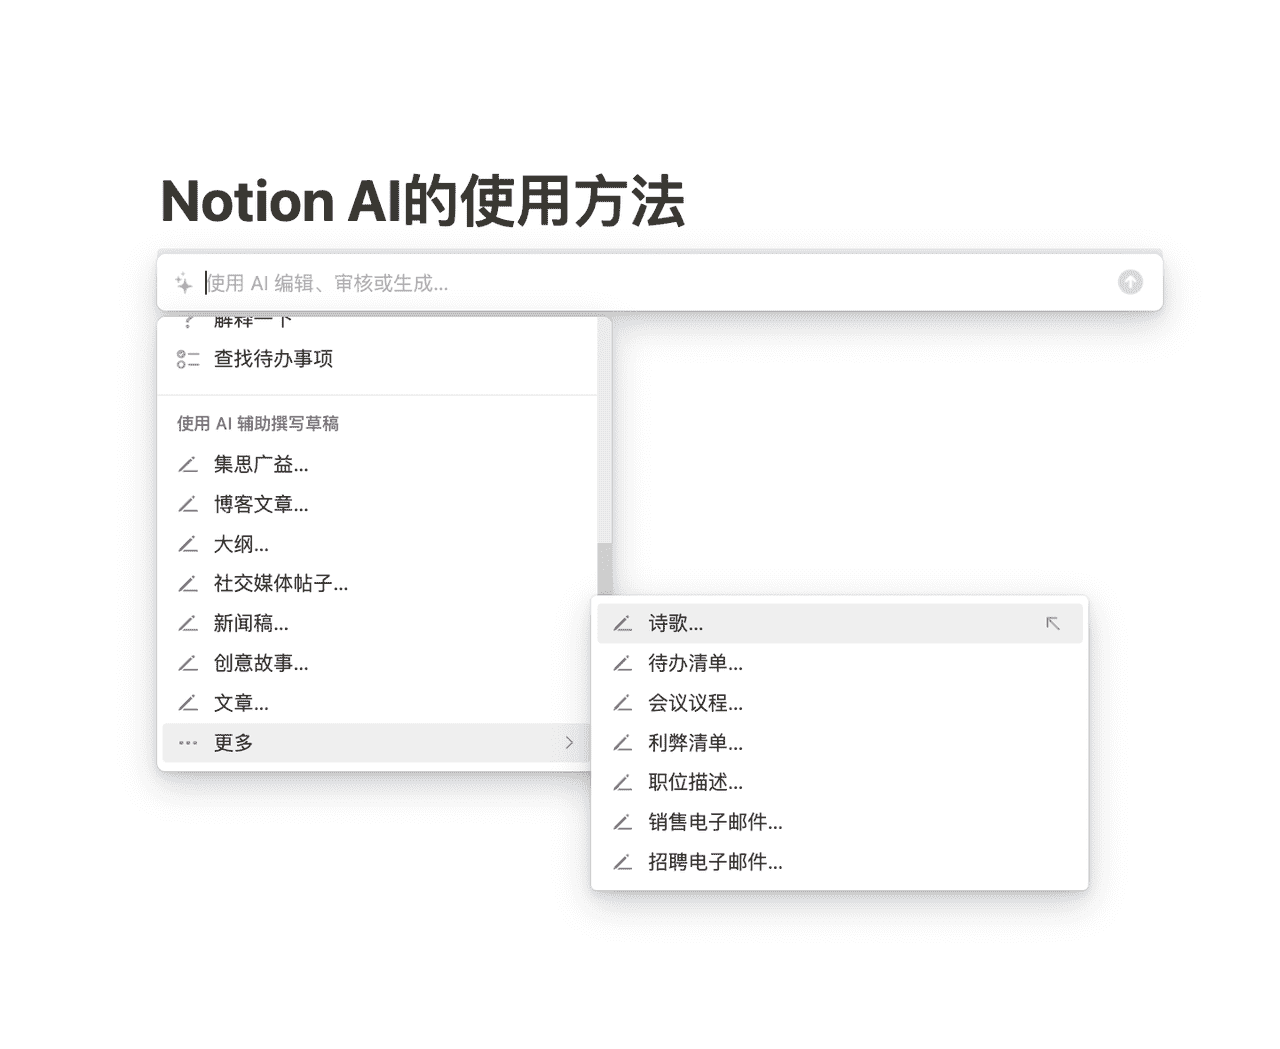 Notion AI的使用方法
使用 AI 编辑、审核或生成...
解释一下
查找待办事项
使用 AI 辅助撰写草稿
集思广益...
博客文章...
大纲...
社交媒体帖子...
新闻稿...
创意故事...
文章...
更多
诗歌...
待办清单...
会议议程...
利弊清单...
职位描述...
销售电子邮件...
招聘电子邮件...